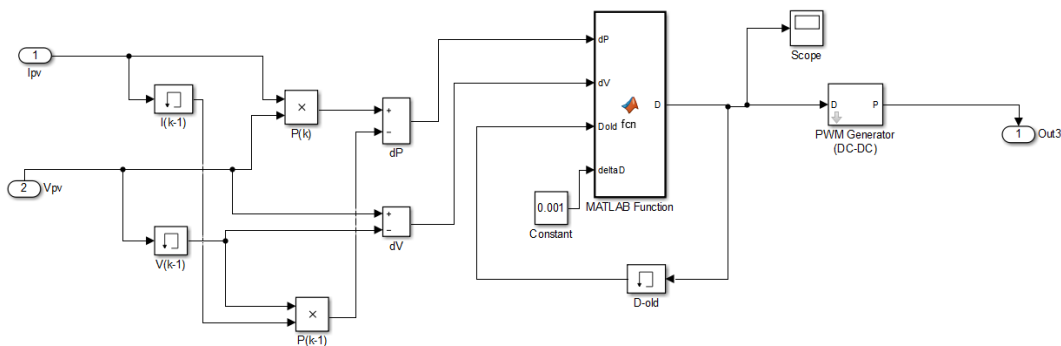 1
Ipv
I(k-1)
×
P(k)
+
−
dP
2
Vpv
V(k-1)
+
−
dV
×
P(k-1)
dP
dV
Dold
deltaD
fcn
D
MATLAB Function
0.001
Constant
D-old
Scope
D
P
PWM Generator
(DC-DC)
1
Out3